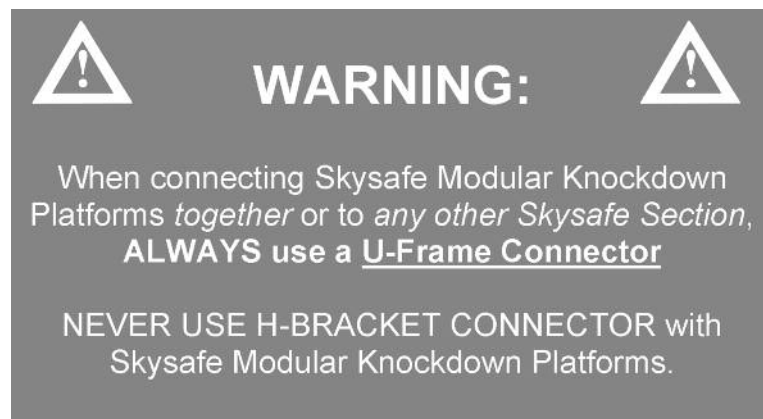 WARNING:
When connecting Skysafe Modular Knockdown
Platforms together or to any other Skysafe Section,
ALWAYS use a U-Frame Connector
NEVER USE H-BRACKET CONNECTOR with
Skysafe Modular Knockdown Platforms.